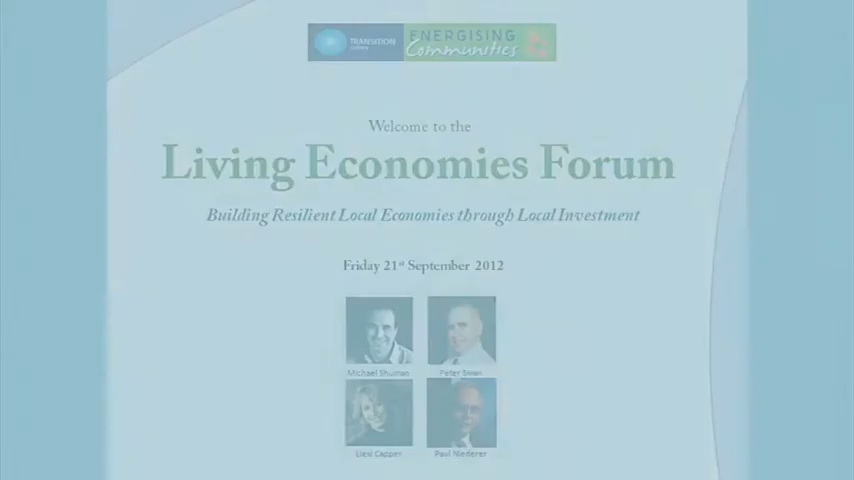 TRANSITION
ENERGISING
Communities
Welcome to the
Living Economies Forum
Building Resilient Local Economies through Local Investment
Friday 21st September 2012
Michael Shuman
Peter
Liesl Capper
Paul Niederer